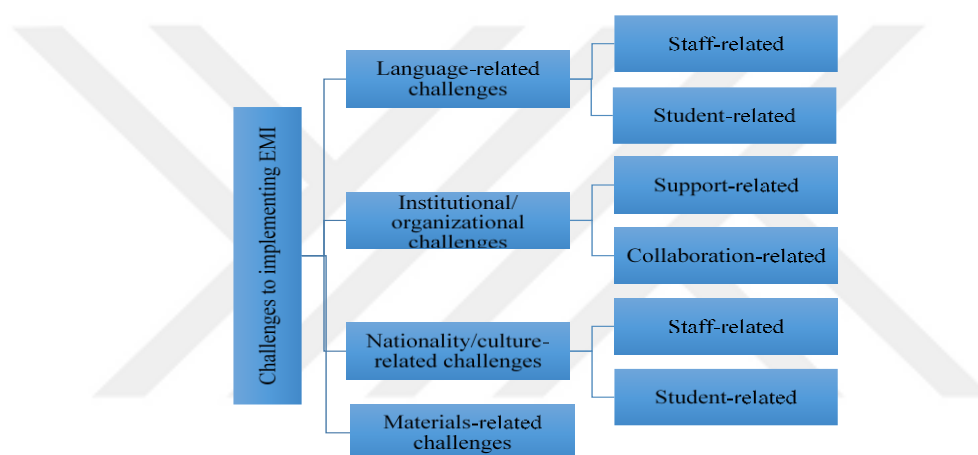 Challenges to implementing EMI
Language-related
challenges
Staff-related
Student-related
Institutional/
organizational
challenges
Support-related
Collaboration-related
Nationality/culture-
related challenges
Staff-related
Student-related
Materials-related
challenges